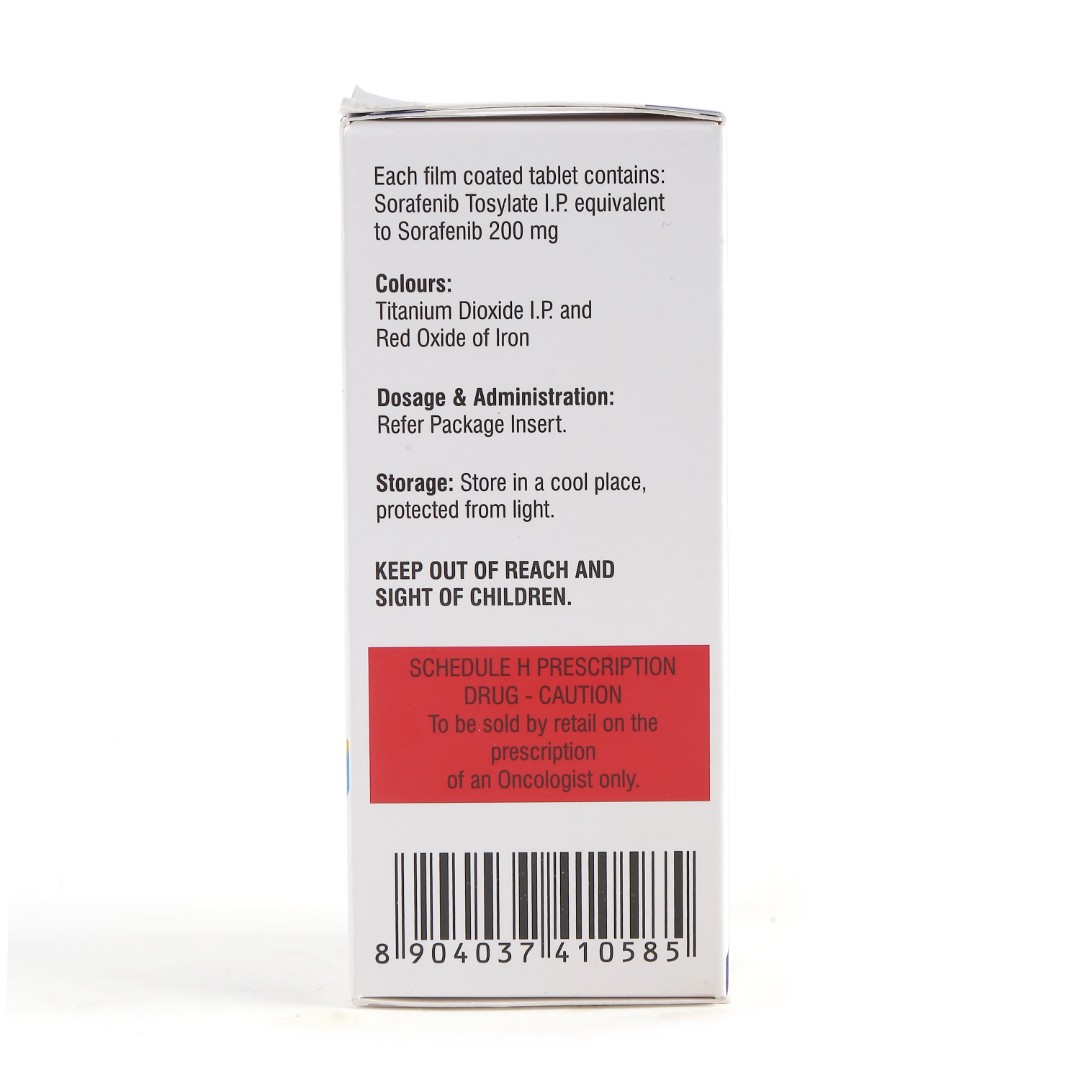 Each film coated tablet contains:
Sorafenib Tosylate I.P. equivalent
to Sorafenib 200 mg
Colours:
Titanium Dioxide I.P. and
Red Oxide of Iron
Dosage & Administration:
Refer Package Insert.
Storage: Store in a cool place,
protected from light.
KEEP OUT OF REACH AND
SIGHT OF CHILDREN.
SCHEDULE H PRESCRIPTION
DRUG - CAUTION
To be sold by retail on the
prescription
of an Oncologist only.
8 904037 410585